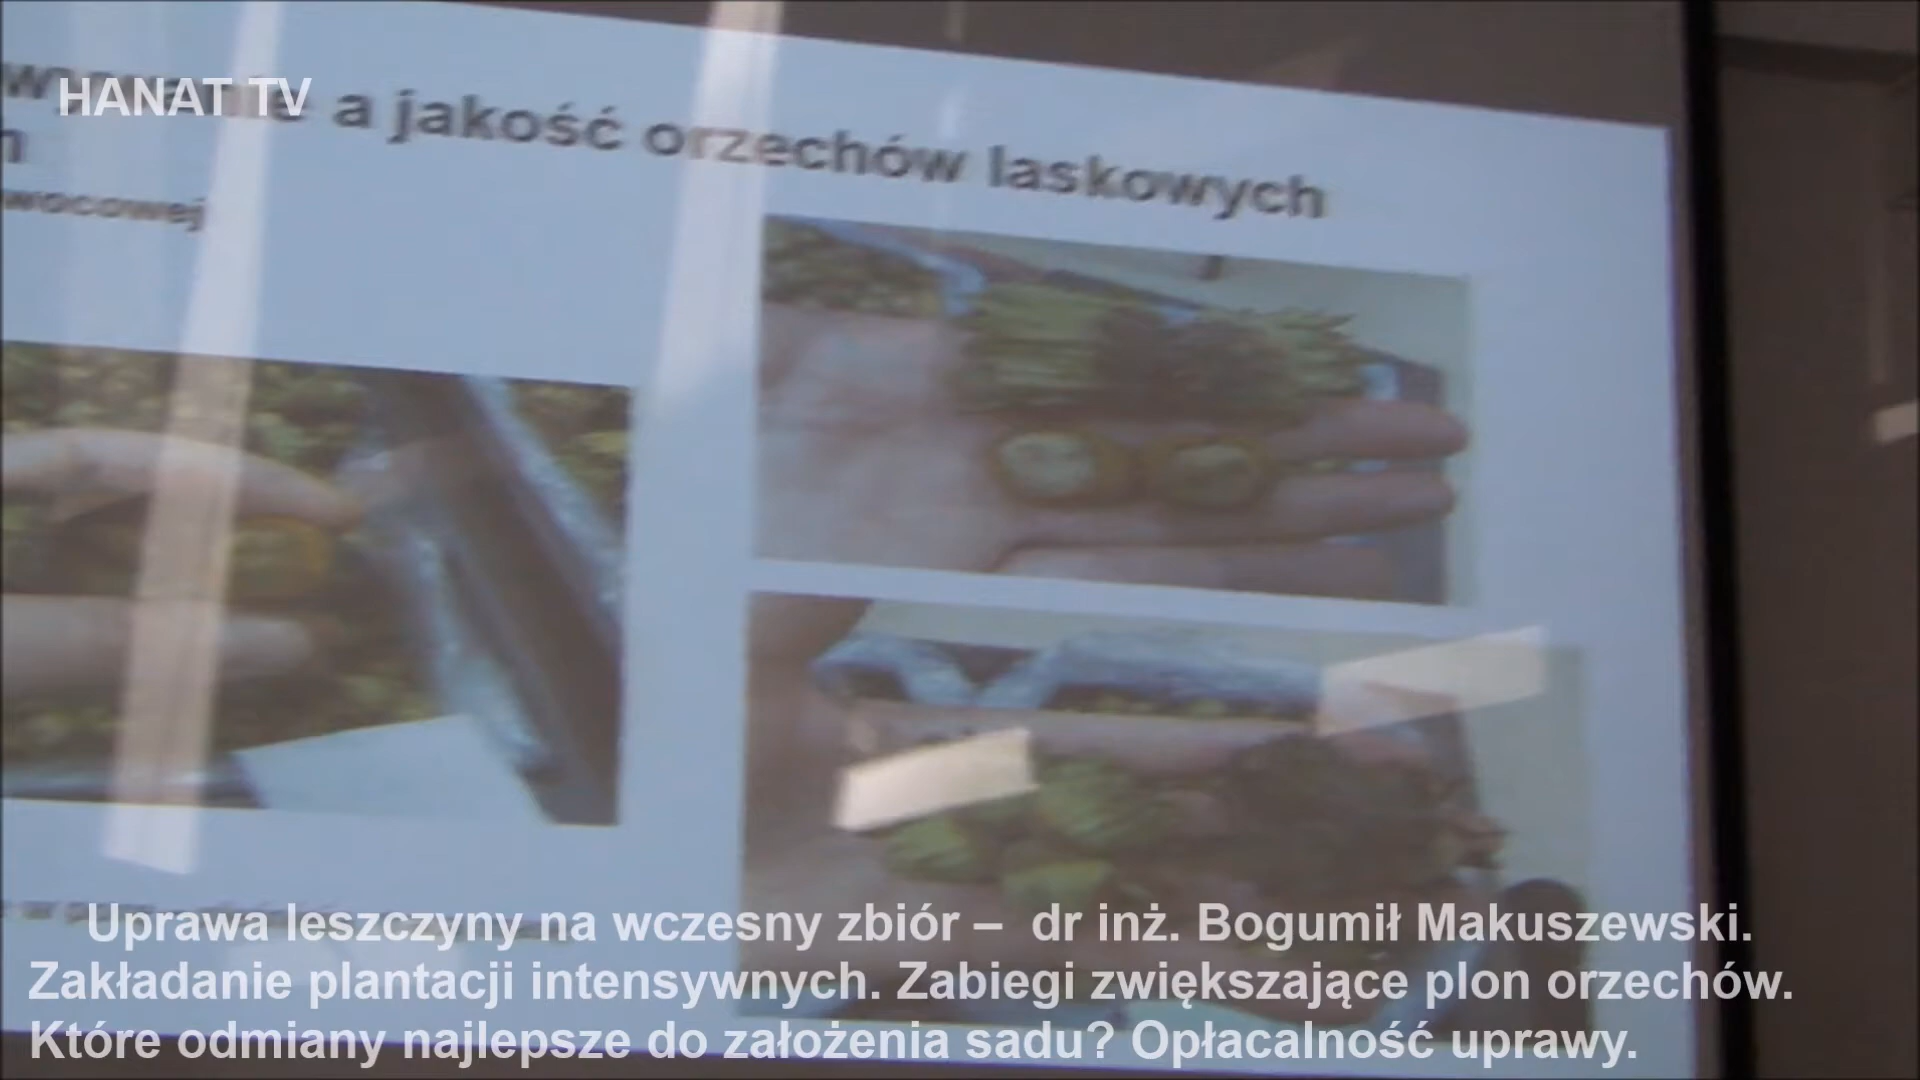 HANAT TV
a jakość orzechów laskowych
Uprawa leszczyny na wczesny zbiór – dr inż. Bogumił Makuszewski.
Zakładanie plantacji intensywnych. Zabiegi zwiększające plon orzechów.
Które odmiany najlepsze do założenia sadu? Opłacalność uprawy.